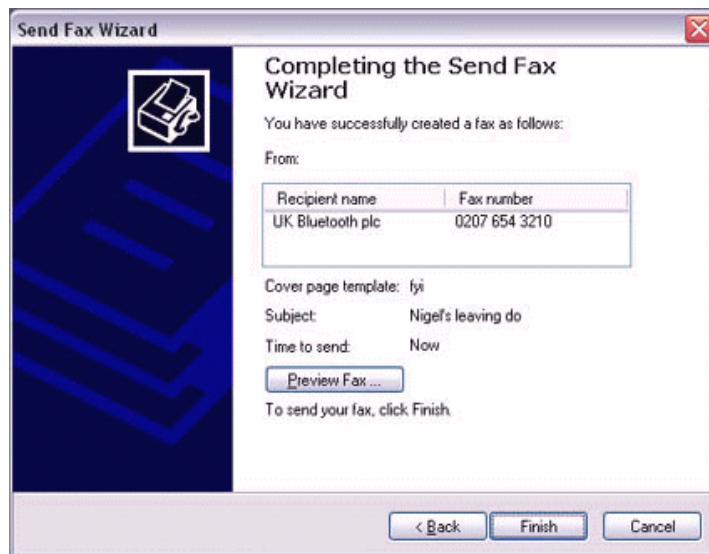 Send Fax Wizard
Completing the Send Fax
Wizard
You have successfully created a fax as follows:
From:
Recipient name Fax number
UK Bluetooth plc 0207 654 3210
Cover page template: fyi
Subject: Nigel's leaving do
Time to send: Now
Preview Fax ...
To send your fax, click Finish.
< Back Finish Cancel